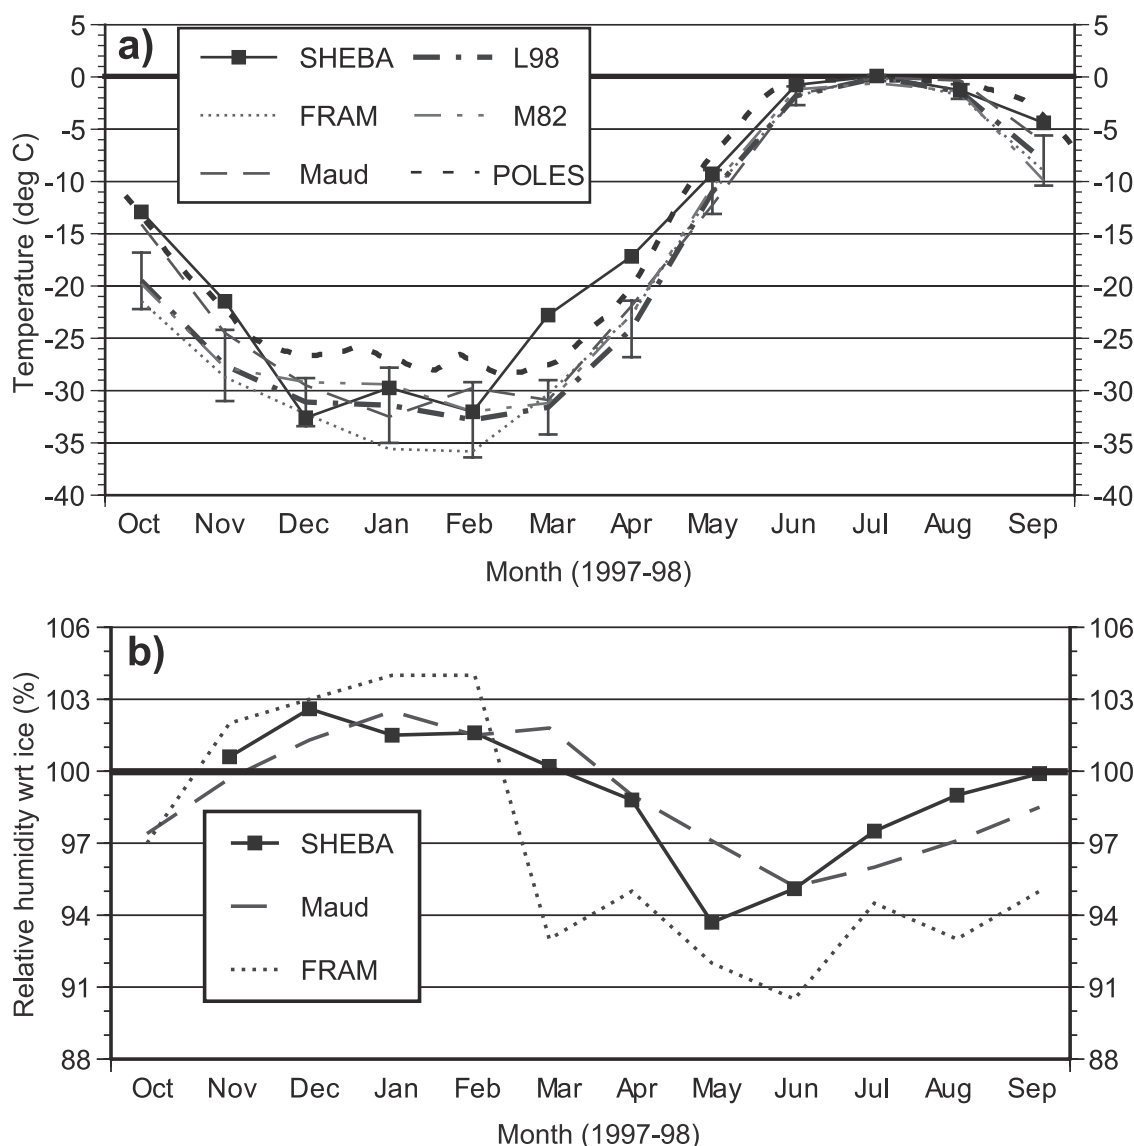 a)
SHEBA L98
FRAM M82
Maud POLES
Temperature (deg C)
5 5
0 0
-5 -5
-10 -10
-15 -15
-20 -20
-25 -25
-30 -30
-35 -35
-40 -40
Oct Nov Dec Jan Feb Mar Apr May Jun Jul Aug Sep
Month (1997-98)
b)
Relative humidity wrt ice (%)
106 106
103 103
100 100
97 97
94 94
91 91
88 88
SHEBA
Maud
FRAM
Oct Nov Dec Jan Feb Mar Apr May Jun Jul Aug Sep
Month (1997-98)